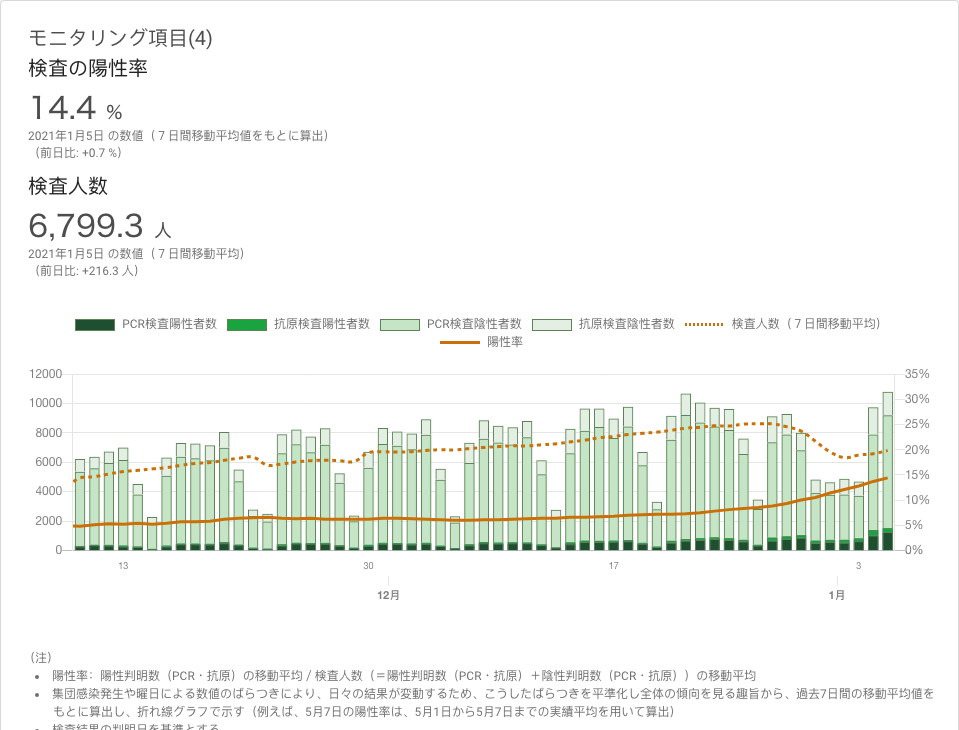 モニタリング項目(4)
検査の陽性率
14.4 %
2021年1月5日 の数値（７日間移動平均値をもとに算出）
（前日比: +0.7 %）
検査人数
6,799.3 人
2021年1月5日 の数値（７日間移動平均）
（前日比: +216.3 人）
PCR検査陽性者数 抗原検査陽性者数 PCR検査陰性者数 抗原検査陰性者数 検査人数（７日間移動平均）
陽性率
12000 35%
10000 30%
8000 25%
6000 20%
4000 15%
2000 10%
0 5%
0%
13 30 17 3
12月 1月
（注）
• 陽性率：陽性判明数（PCR・抗原）の移動平均 / 検査人数（＝陽性判明数（PCR・抗原）＋陰性判明数（PCR・抗原））の移動平均
• 集団感染発生や曜日による数値のばらつきにより、日々の結果が変動するため、こうしたばらつきを平準化し全体の傾向を見る趣旨から、過去7日間の移動平均値を
もとに算出し、折れ線グラフで示す（例えば、5月7日の陽性率は、5月1日から5月7日までの実績平均を用いて算出）
• 検査結果の判明日を基準とする